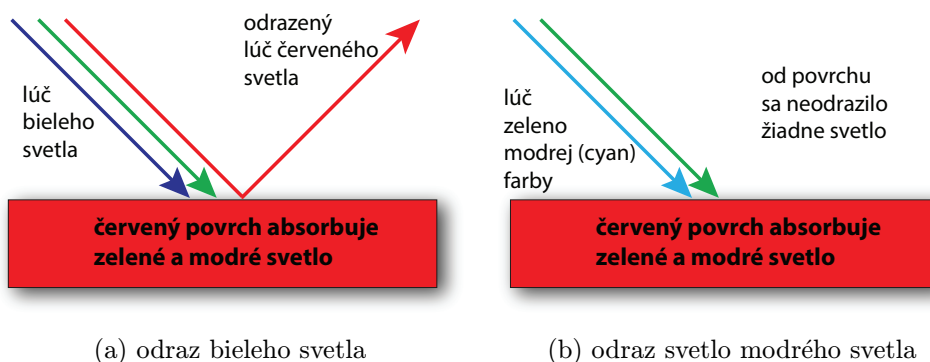 odrazený
lúč červeného
svetla
lúč
bieleho
svetla
červený povrch absorbuje
zelené a modré svetlo
(a) odraz bieleho svetla
lúč
zeleno
modrej (cyan)
farby
od povrchu
sa neodrazilo
žiadne svetlo
červený povrch absorbuje
zelené a modré svetlo
(b) odraz svetlo modrého svetla